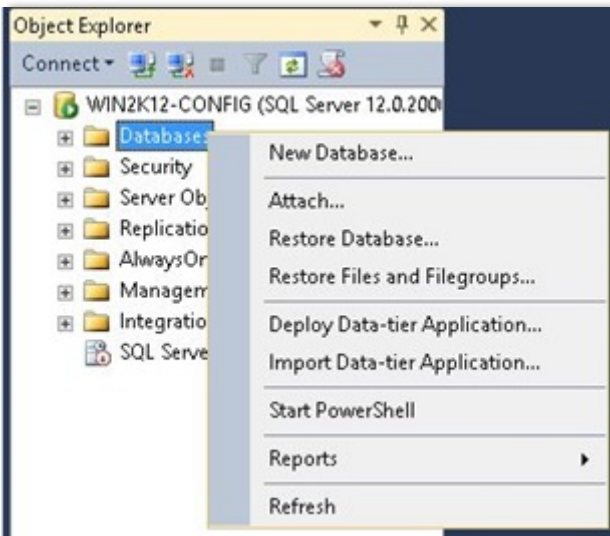 Object Explorer
Connect
WIN2K12-CONFIG (SQL Server 12.0.200
Databases
Security
Server Ob
Replicatio
AlwaysOr
Managem
Integratio
SQL Serve
New Database...
Attach...
Restore Database...
Restore Files and Filegroups...
Deploy Data-tier Application...
Import Data-tier Application...
Start PowerShell
Reports
Refresh